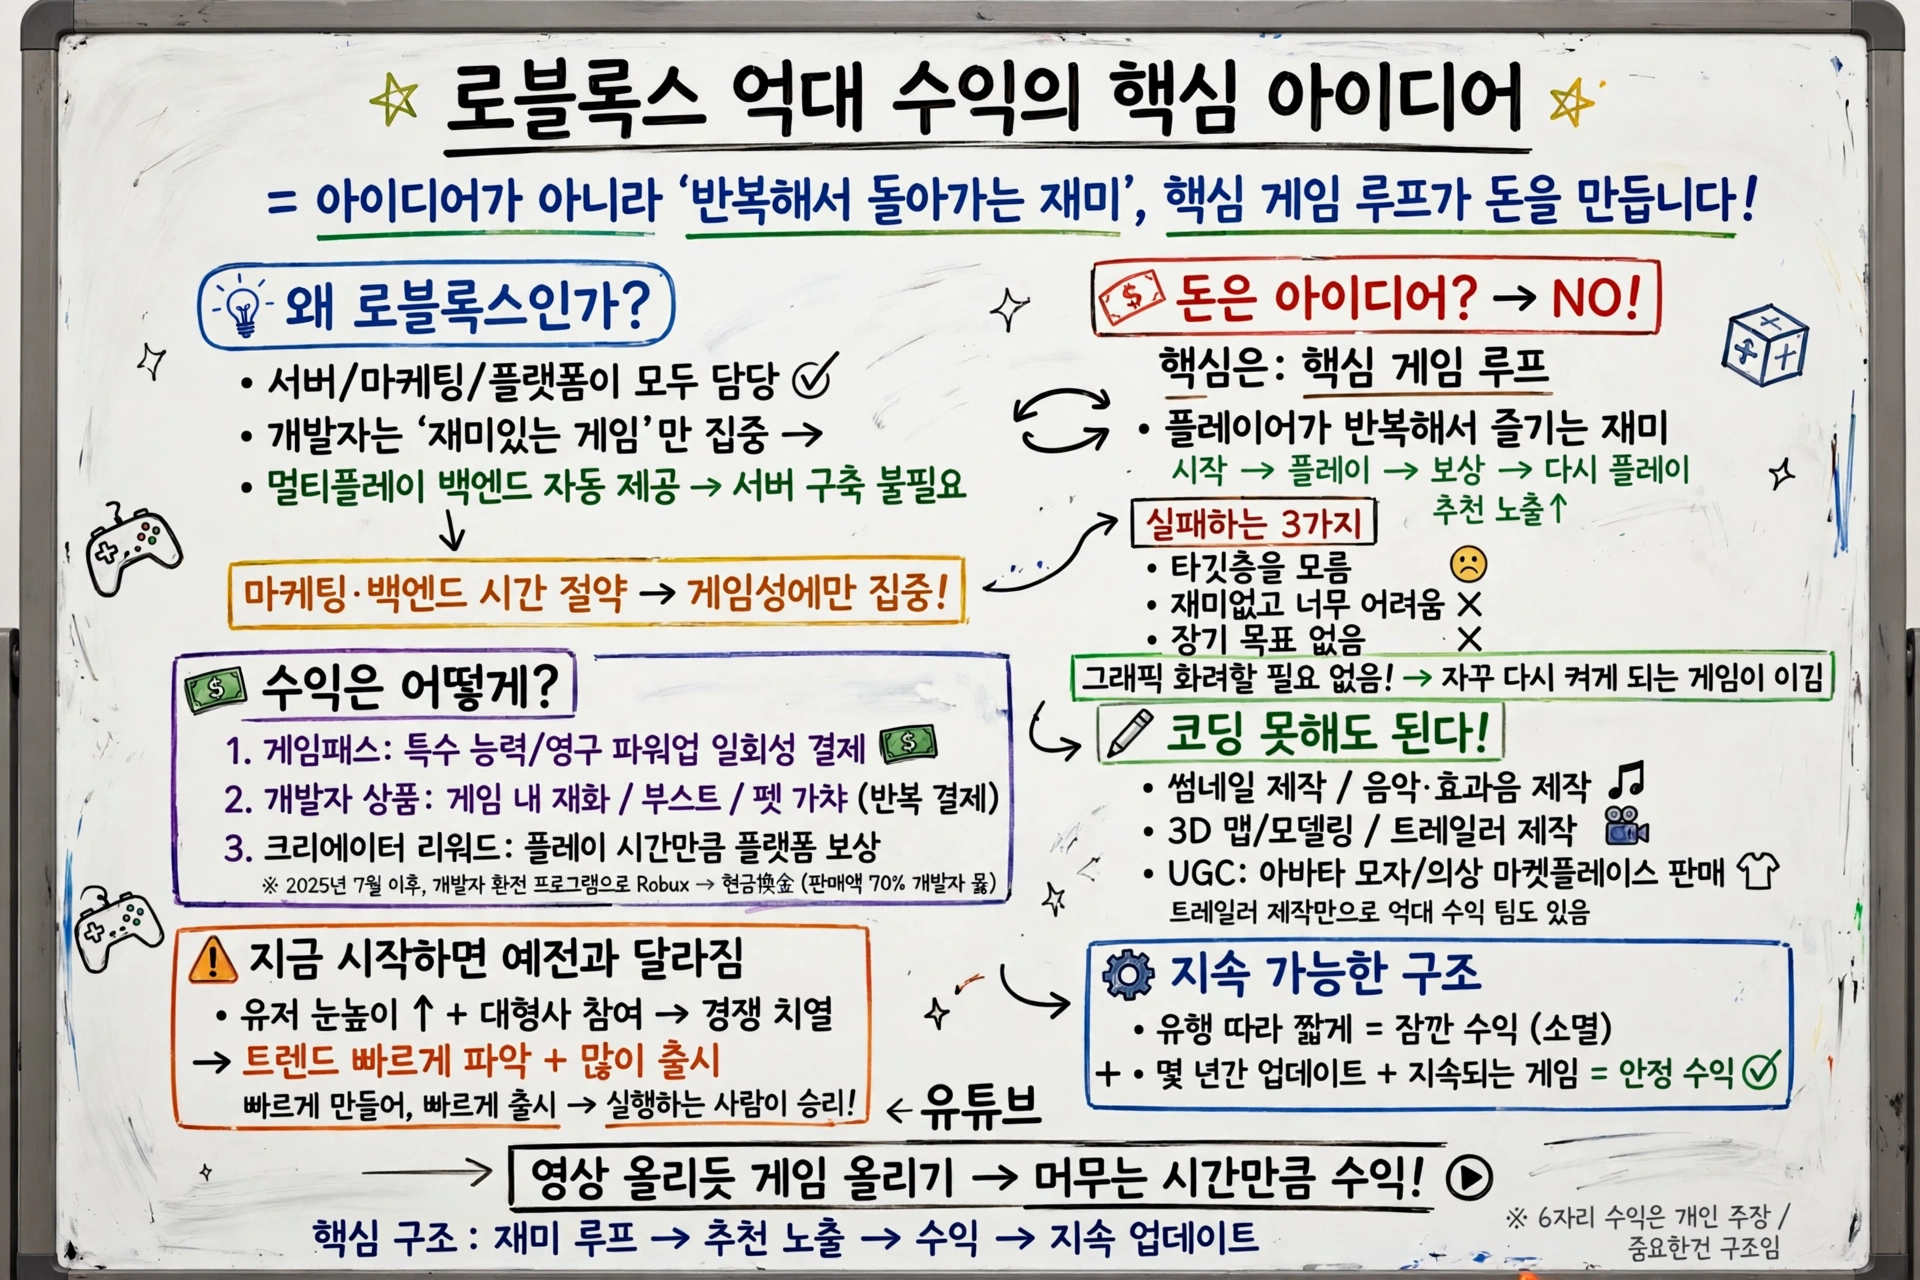 로블록스 억대 수익의 핵심 아이디어
= 아이디어가 아니라 '반복해서 돌아가는 재미', 핵심 게임 루프가 돈을 만듭니다!
왜 로블록스인가?
• 서버/마케팅/플랫폼이 모두 담당
• 개발자는 '재미있는 게임'만 집중 →
• 멀티플레이 백엔드 자동 제공 → 서버 구축 불필요
마케팅·백엔드 시간 절약 → 게임성에만 집중!
수익은 어떻게?
1. 게임패스: 특수 능력/영구 파워업 일회성 결제
2. 개발자 상품: 게임 내 재화 / 부스트 / 펫 가챠 (반복 결제)
3. 크리에이터 리워드: 플레이 시간만큼 플랫폼 보상
※ 2025년 7월 이후, 개발자 환전 프로그램으로 Robux → 현금換金 (판매액 70% 개발자 몫)
지금 시작하면 예전과 달라짐
• 유저 눈높이 ↑ + 대형사 참여 → 경쟁 치열
→ 트렌드 빠르게 파악 + 많이 출시
빠르게 만들어, 빠르게 출시 → 실행하는 사람이 승리!
돈은 아이디어? → NO!
핵심은: 핵심 게임 루프
• 플레이어가 반복해서 즐기는 재미
시작 → 플레이 → 보상 → 다시 플레이
추천 노출↑
실패하는 3가지
• 타깃층을 모름
• 재미없고 너무 어려움 ✕
• 장기 목표 없음 ✕
그래픽 화려할 필요 없음! → 자꾸 다시 켜게 되는 게임이 이김
코딩 못해도 된다!
• 썸네일 제작 / 음악·효과음 제작
• 3D 맵/모델링 / 트레일러 제작
• UGC: 아바타 모자/의상 마켓플레이스 판매
트레일러 제작만으로 억대 수익 팀도 있음
지속 가능한 구조
• 유행 따라 짧게 = 잠깐 수익 (소멸)
+ • 몇 년간 업데이트 + 지속되는 게임 = 안정 수익
← 유튜브
영상 올리듯 게임 올리기 → 머무는 시간만큼 수익!
핵심 구조 : 재미 루프 → 추천 노출 → 수익 → 지속 업데이트
※ 6자리 수익은 개인 주장 /
중요한건 구조임